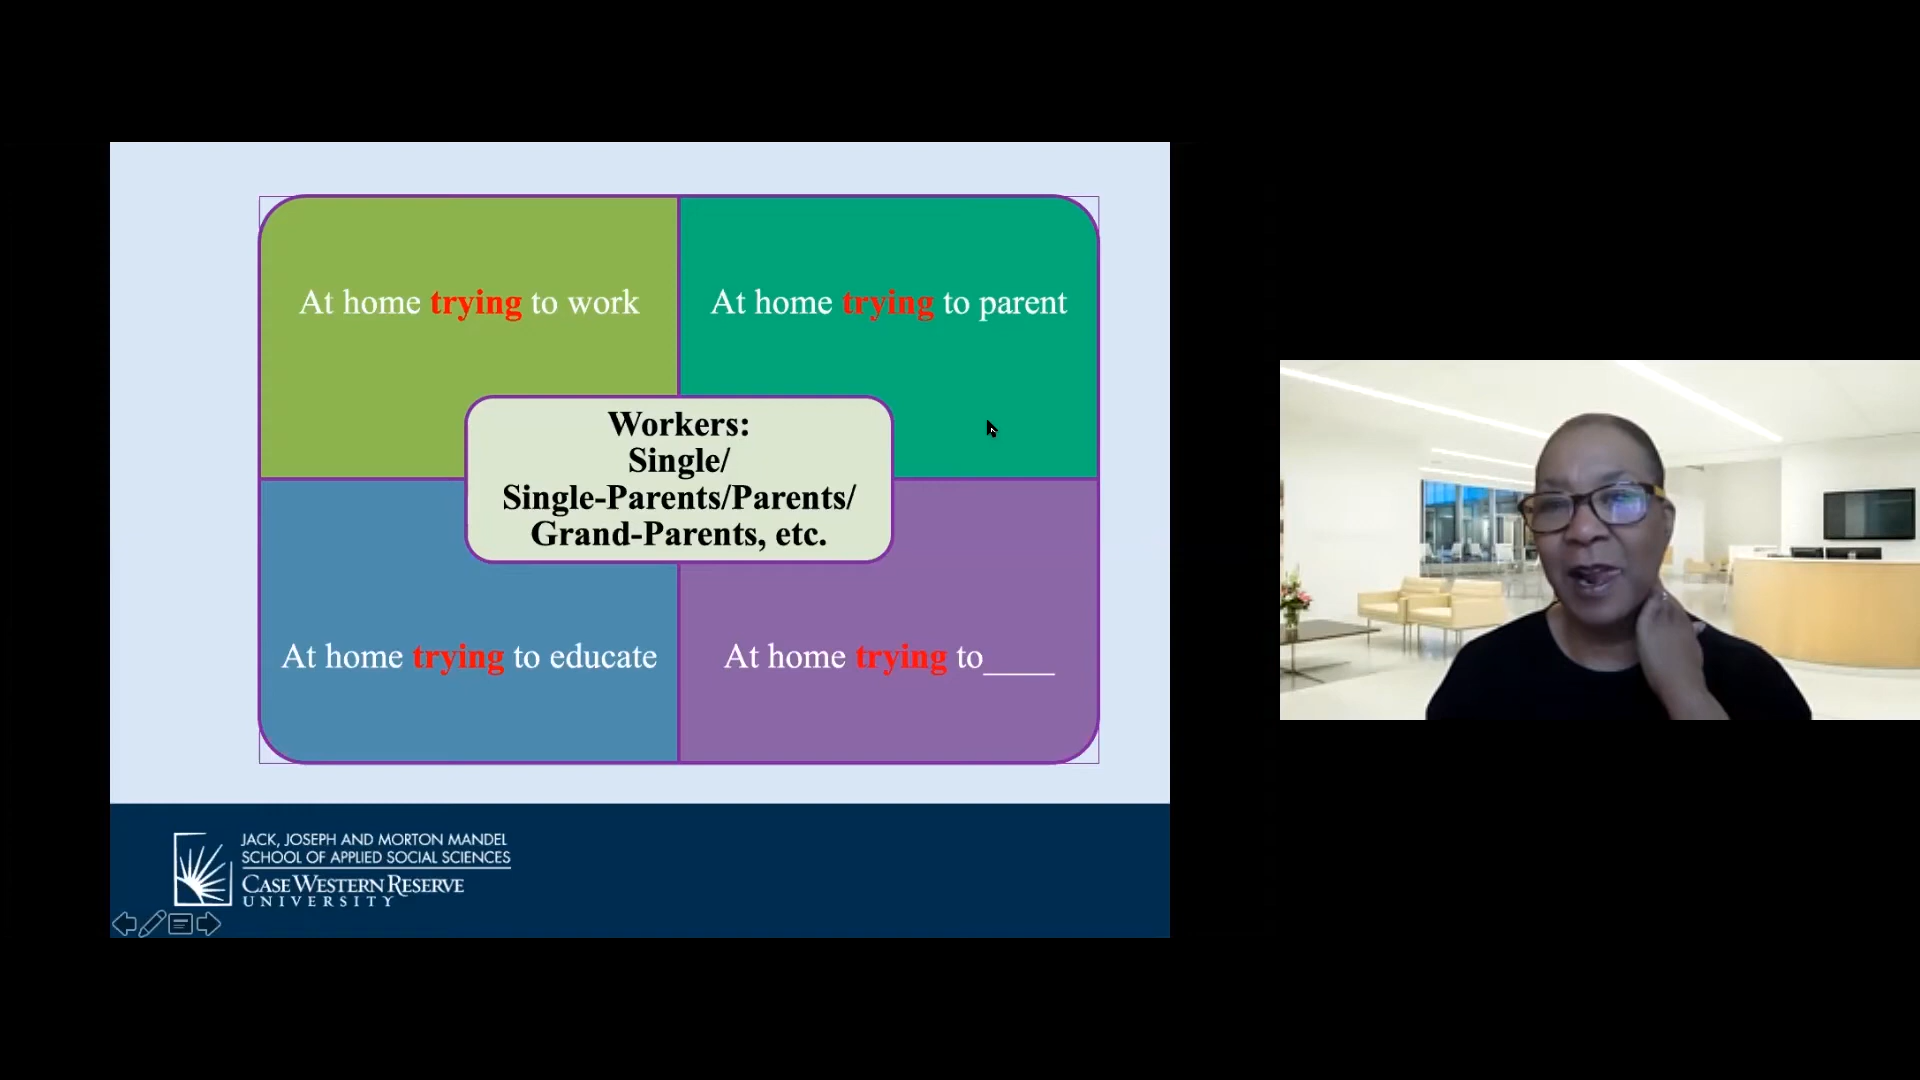 At home trying to work
At home trying to parent
Workers:
Single/
Single-Parents/Parents/
Grand-Parents, etc.
At home trying to educate
At home trying to_____
JACK, JOSEPH AND MORTON MANDEL
SCHOOL OF APPLIED SOCIAL SCIENCES
CASE WESTERN RESERVE
UNIVERSITY